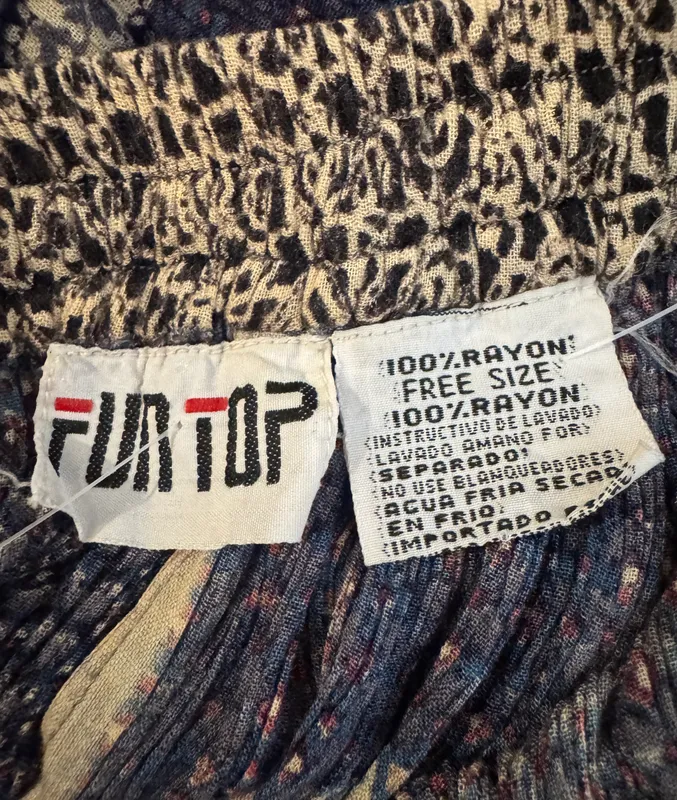 FUN TOP
100%.RAYON
FREE SIZE
100%.RAYON
(INSTRUCTIVO DE LAVADO)
LAVADO AMANO FOR)
SEPARADO'
(NO USE BLANQUEADORES)
AGUA FRIA SECAD
EN FRIO
IMPORTADO